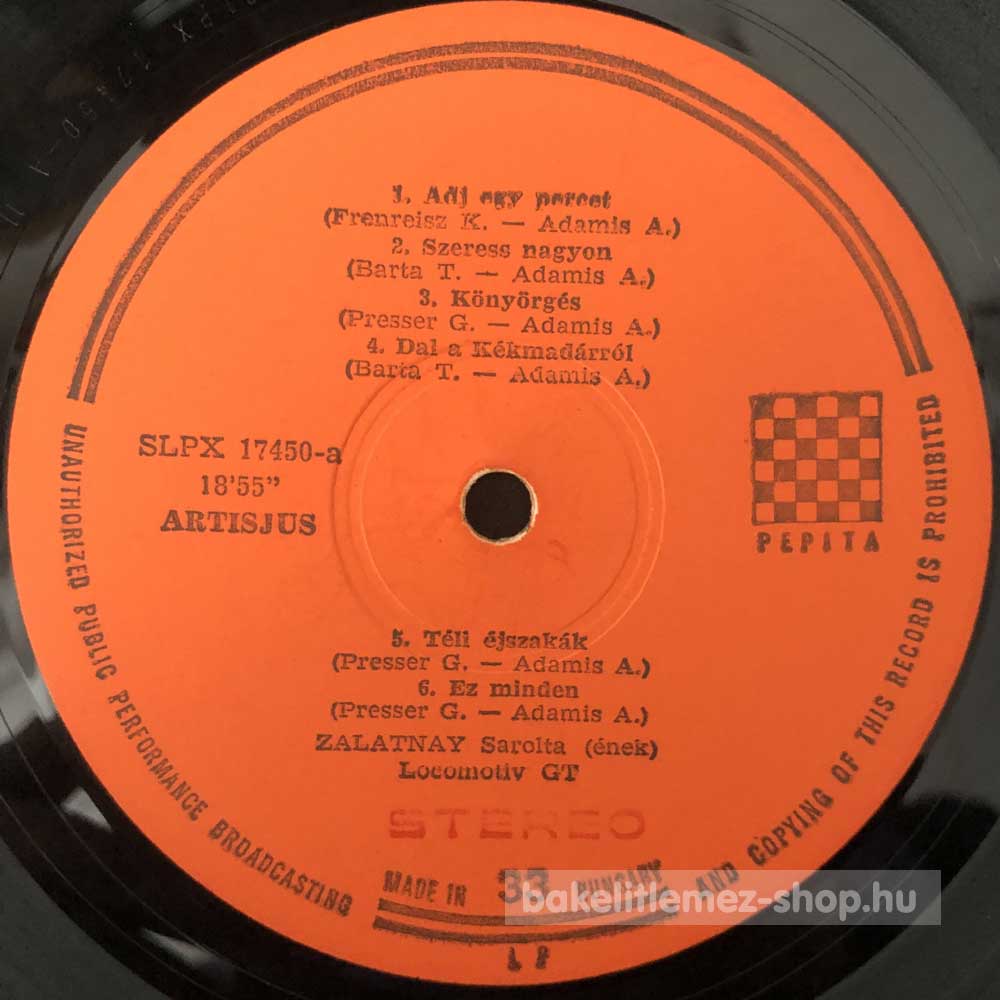 1. Adj egy percet
(Frenreisz K. — Adamis A.)
2. Szeress nagyon
(Barta T. — Adamis A.)
3. Könyörgés
(Presser G. — Adamis A.)
4. Dal a Kékmadárról
(Barta T. — Adamis A.)
SLPX 17450-a
18'55”
ARTISJUS
PEPITA
5. Téli éjszakák
(Presser G. — Adamis A.)
6. Ez minden
(Presser G. — Adamis A.)
ZALATNAY Sarolta (ének)
Locomotiv GT
STEREO
MADE IN 33 HUNGARY
LP
UNAUTHORIZED PUBLIC PERFORMANCE BROADCASTING AND COPYING OF THIS RECORD IS PROHIBITED
bakelitlemez-shop.hu